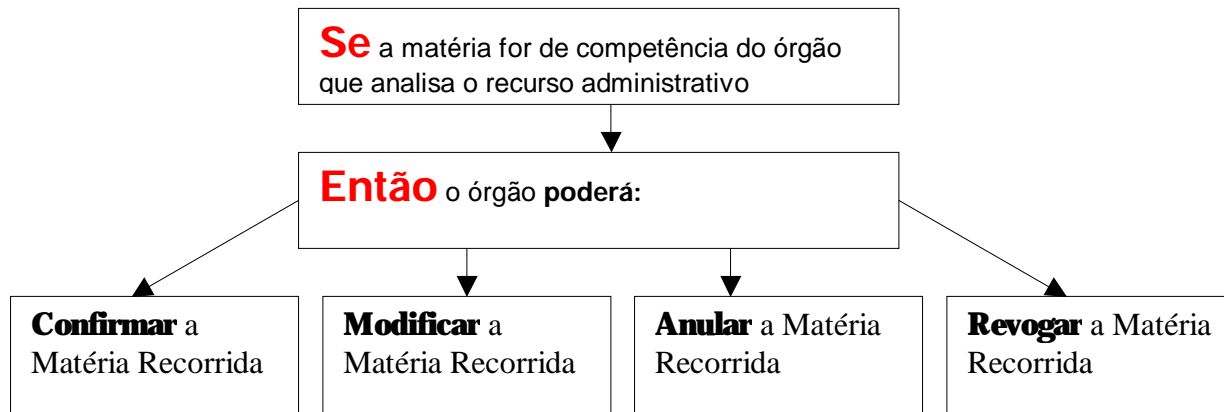 Se a matéria for de competência do órgão
que analisa o recurso administrativo
Então o órgão poderá:
Confirmar a
Matéria Recorrida
Modificar a
Matéria Recorrida
Anular a Matéria
Recorrida
Revogar a Matéria
Recorrida